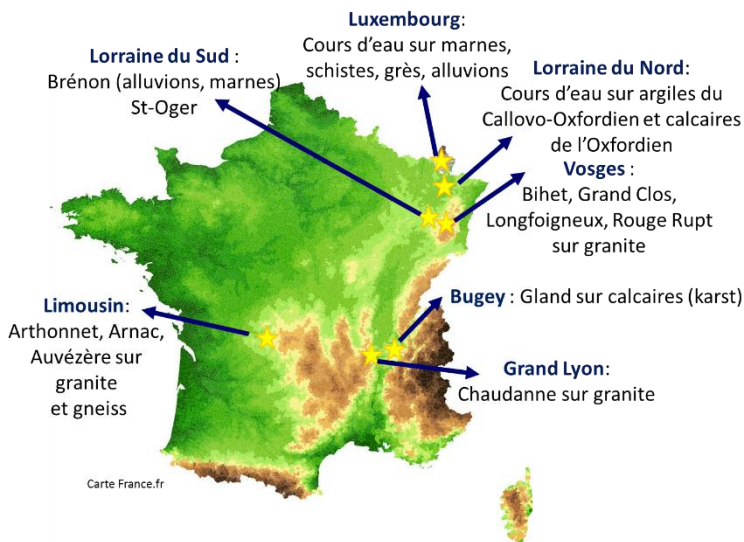 Luxembourg:
Cours d'eau sur marnes,
schistes, grès, alluvions
Lorraine du Sud :
Brénon (alluvions, marnes)
St-Oger
Lorraine du Nord:
Cours d'eau sur argiles du
Callovo-Oxfordien et calcaires
de l'Oxfordien
Vosges :
Bihet, Grand Clos,
Longfoigneux, Rouge Rupt
sur granite
Limousin:
Arthonnet, Arnac,
Auvézère sur
granite
et gneiss
Bugey : Gland sur calcaires (karst)
Grand Lyon:
Chaudanne sur granite
Carte France.fr